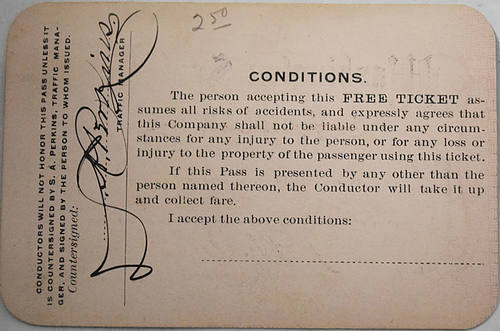 2 50
CONDITIONS.
The person accepting this FREE TICKET as-
sumes all risks of accidents, and expressly agrees that
this Company shall not be liable under any circum-
stances for any injury to the person, or for any loss or
injury to the property of the passenger using this ticket.
If this Pass is presented by any other than the
person named thereon, the Conductor will take it up
and collect fare.
I accept the above conditions:
CONDUCTORS WILL NOT HONOR THIS PASS UNLESS IT
IS COUNTERSIGNED BY S. A. PERKINS, TRAFFIC MANA-
GER, AND SIGNED BY THE PERSON TO WHOM ISSUED.
Countersigned:
S. A. Perkins
TRAFFIC MANAGER